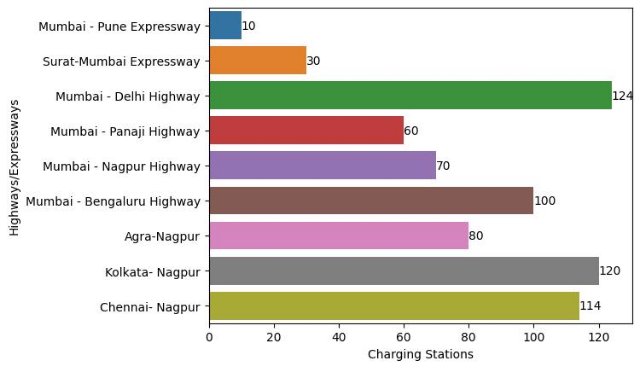 Highways/Expressways
Mumbai - Pune Expressway 10
Surat-Mumbai Expressway 30
Mumbai - Delhi Highway 124
Mumbai - Panaji Highway 60
Mumbai - Nagpur Highway 70
Mumbai - Bengaluru Highway 100
Agra-Nagpur 80
Kolkata- Nagpur 120
Chennai- Nagpur 114
0 20 40 60 80 100 120
Charging Stations